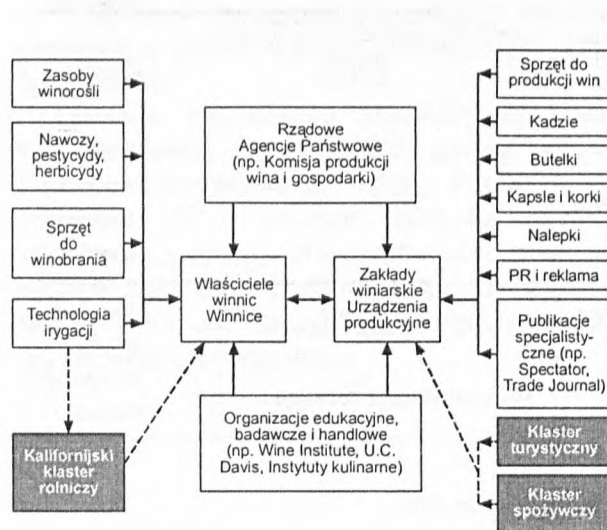 Zasoby
winorośli
Nawozy,
pestycydy,
herbicydy
Sprzęt
do
winobrania
Technologia
irygacji
Kalifornijski
klaster
rolniczy
Rządowe
Agencje Państwowe
(np. Komisja produkcji
wina i gospodarki)
Właściciele
winnic
Winnice
Zakłady
winiarskie
Urządzenia
produkcyjne
Organizacje edukacyjne,
badawcze i handlowe
(np. Wine Institute, U.C.
Davis, Instytuty kulinarne)
Sprzęt do
produkcji win
Kadzie
Butelki
Kapsle i korki
Nalepki
PR i reklama
Publikacje
specjalisty-
czne (np.
Spectator,
Trade Journal)
Klaster
turystyczny
Klaster
spożywczy